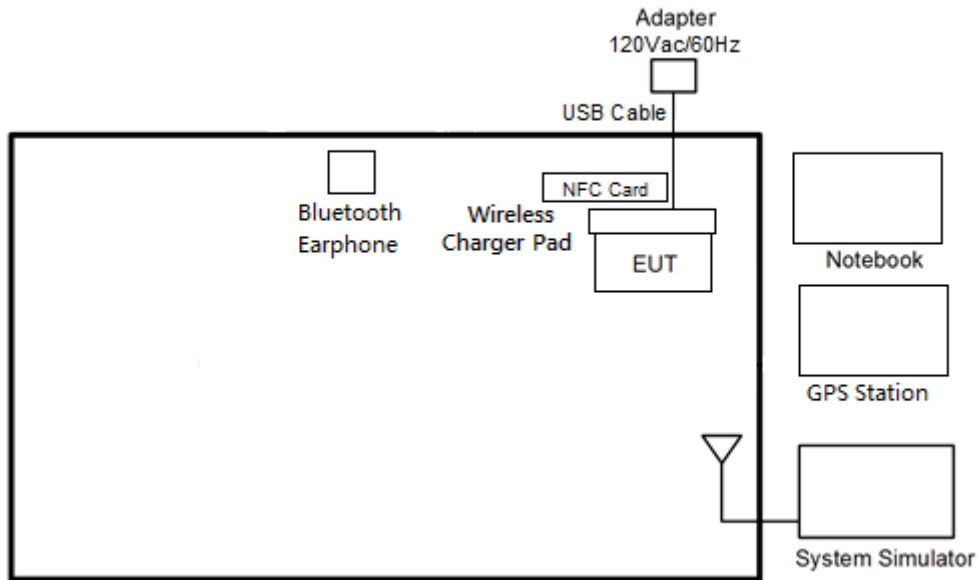 Adapter
120Vac/60Hz
USB Cable
NFC Card
Bluetooth
Earphone
Wireless
Charger Pad
EUT
Notebook
GPS Station
System Simulator